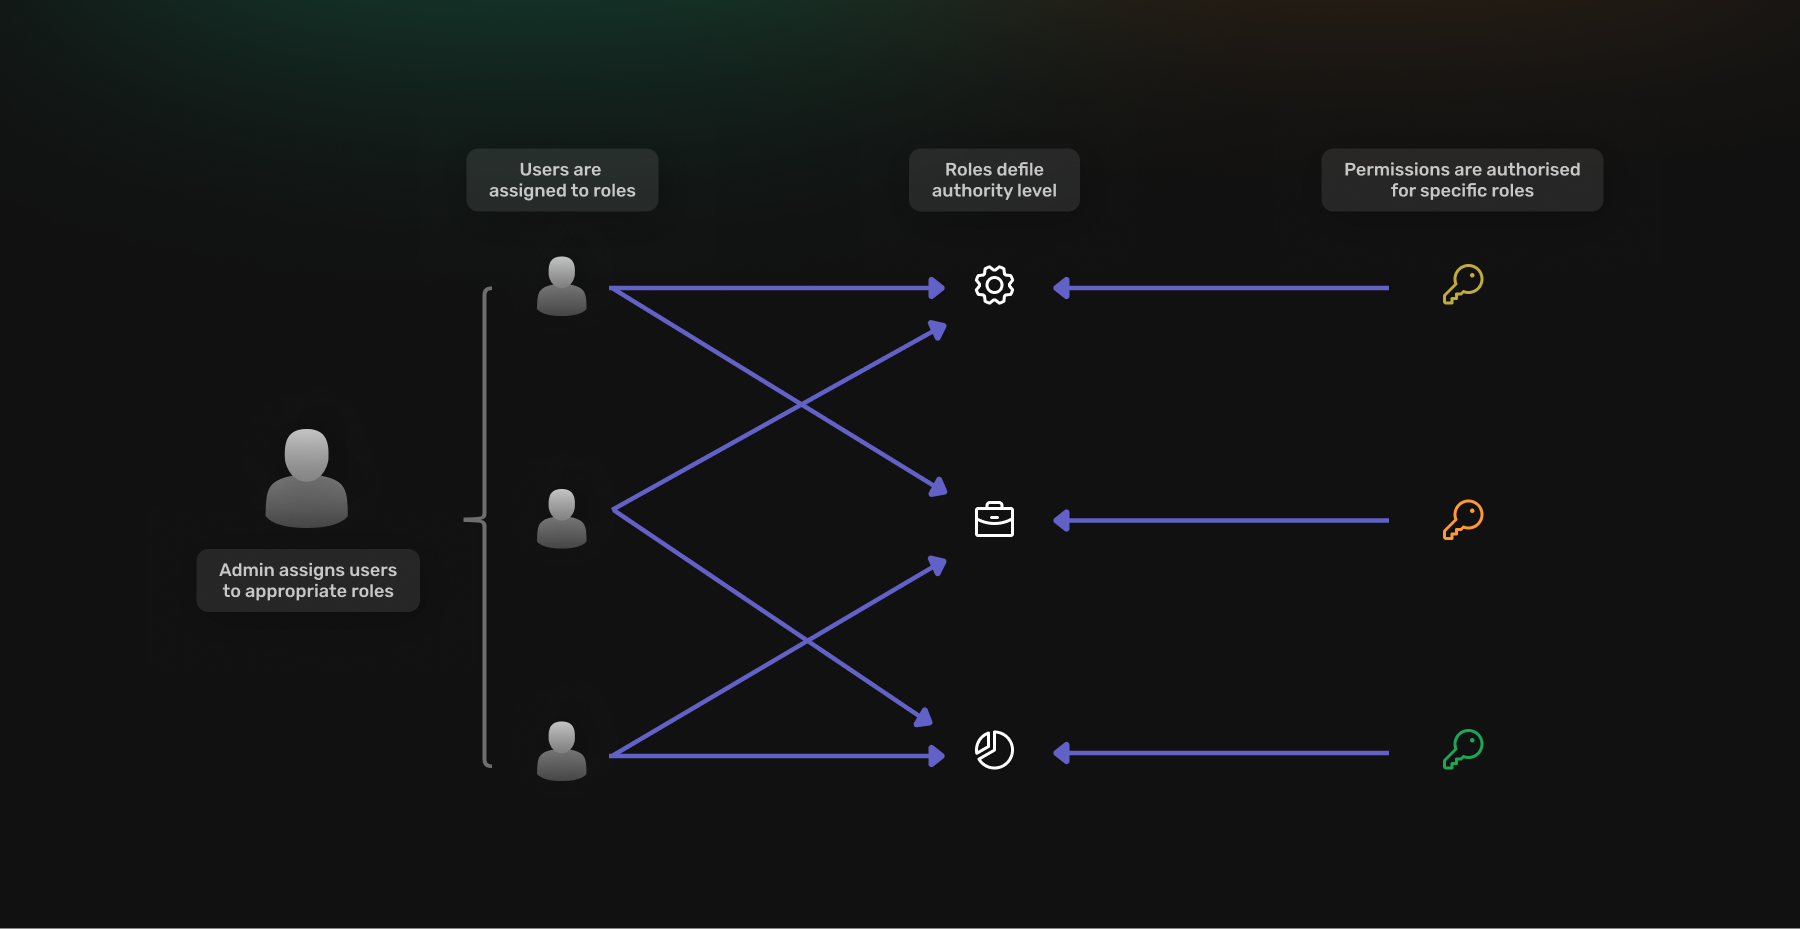 Users are
assigned to roles
Roles defile
authority level
Permissions are authorised
for specific roles
Admin assigns users
to appropriate roles